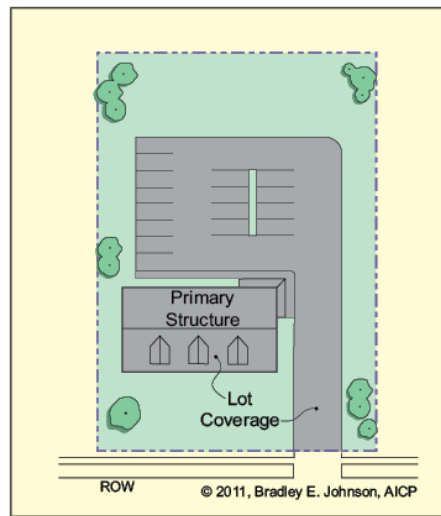 Primary
Structure
Lot
Coverage
ROW
© 2011, Bradley E. Johnson, AICP